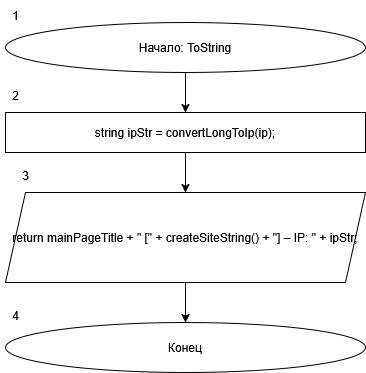 1
Начало: ToString
2
string ipStr = convertLongToIp(ip);
3
return mainPageTitle + " [" + createSiteString() + "] – IP: " + ipStr;
4
Конец